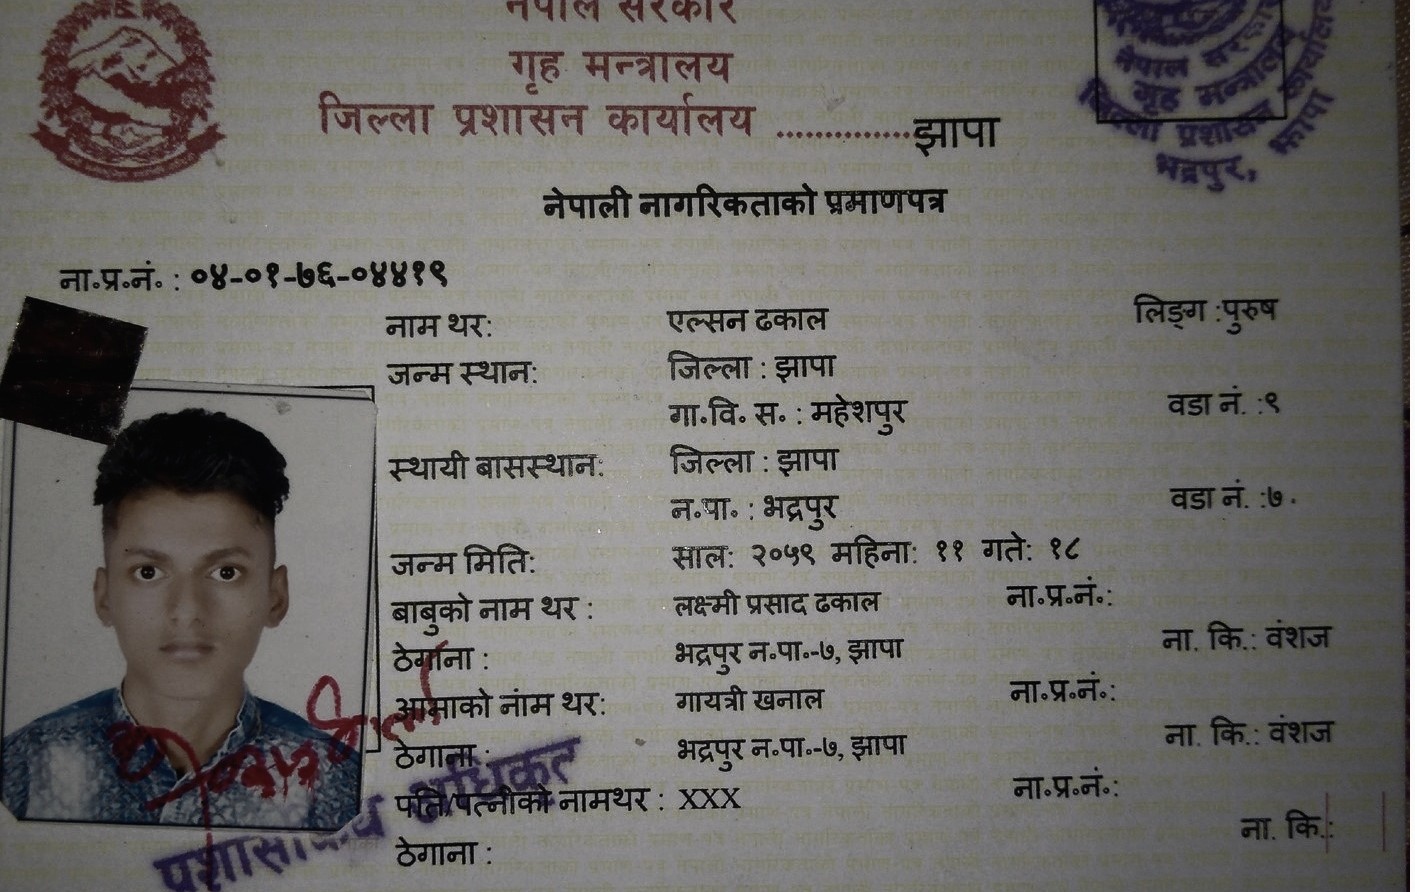 नेपाल सरकार
गृह मन्त्रालय
जिल्ला प्रशासन कार्यालय ..............झापा
नेपाल सरकार
गृह मन्त्रालय
जिल्ला प्रशासन कार्यालय
भद्रपुर, झापा
नेपाली नागरिकताको प्रमाणपत्र
ना॰प्र॰नं॰ : ०४-०१-७६-०४४१९
नाम थर: एल्सन ढकाल लिङ्ग :पुरुष
जन्म स्थान: जिल्ला : झापा
गा॰वि॰ स॰ : महेशपुर वडा नं. :९
स्थायी बासस्थान: जिल्ला : झापा
न॰पा॰ : भद्रपुर वडा नं. :७
जन्म मिति: साल: २०५९ महिना: ११ गते: १८
बाबुको नाम थर : लक्ष्मी प्रसाद ढकाल ना॰प्र॰नं॰:
ठेगाना : भद्रपुर न॰पा॰-७, झापा ना. कि.: वंशज
आमाको नाम थर: गायत्री खनाल ना॰प्र॰नं॰:
ठेगाना : भद्रपुर न॰पा॰-७, झापा ना. कि.: वंशज
पति/पत्नीको नामथर : XXX ना॰प्र॰नं॰:
ठेगाना : ना. कि.:
प्रशासकीय अधिकृत